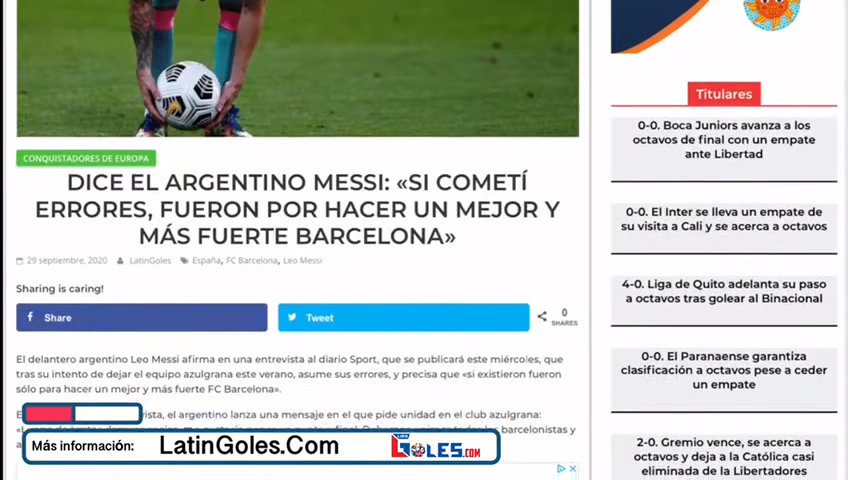 CONQUISTADORES DE EUROPA
DICE EL ARGENTINO MESSI: «SI COMETÍ
ERRORES, FUERON POR HACER UN MEJOR Y
MÁS FUERTE BARCELONA»
29 septiembre, 2020 LatinGoles España, FC Barcelona, Leo Messi
Sharing is caring!
Share
Tweet
0
SHARES
El delantero argentino Leo Messi afirma en una entrevista al diario Sport, que se publicará este miércoles, que
tras su intento de dejar el equipo azulgrana este verano, asume sus errores, y precisa que «si existieron fueron
sólo para hacer un mejor y más fuerte FC Barcelona».
vista, el argentino lanza una mensaje en el que pide unidad en el club azulgrana:
barcelonistas y
Más información: LatinGoles.Com
GOLES.COM
Titulares
0-0. Boca Juniors avanza a los
octavos de final con un empate
ante Libertad
0-0. El Inter se lleva un empate de
su visita a Cali y se acerca a octavos
4-0. Liga de Quito adelanta su paso
a octavos tras golear al Binacional
0-0. El Paranaense garantiza
clasificación a octavos pese a ceder
un empate
2-0. Gremio vence, se acerca a
octavos y deja a la Católica casi
eliminada de la Libertadores